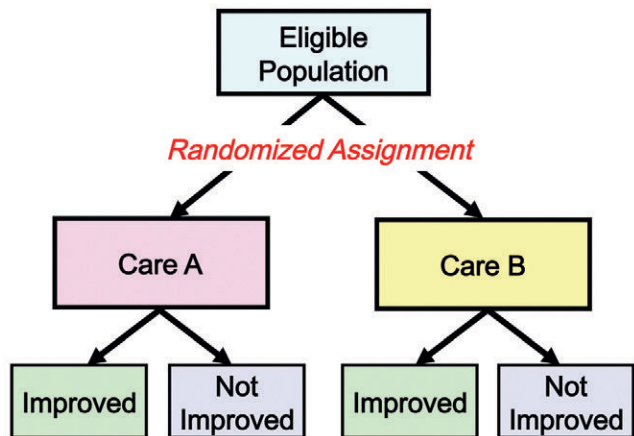 Eligible
Population
Randomized Assignment
Care A
Care B
Improved
Not
Improved
Improved
Not
Improved